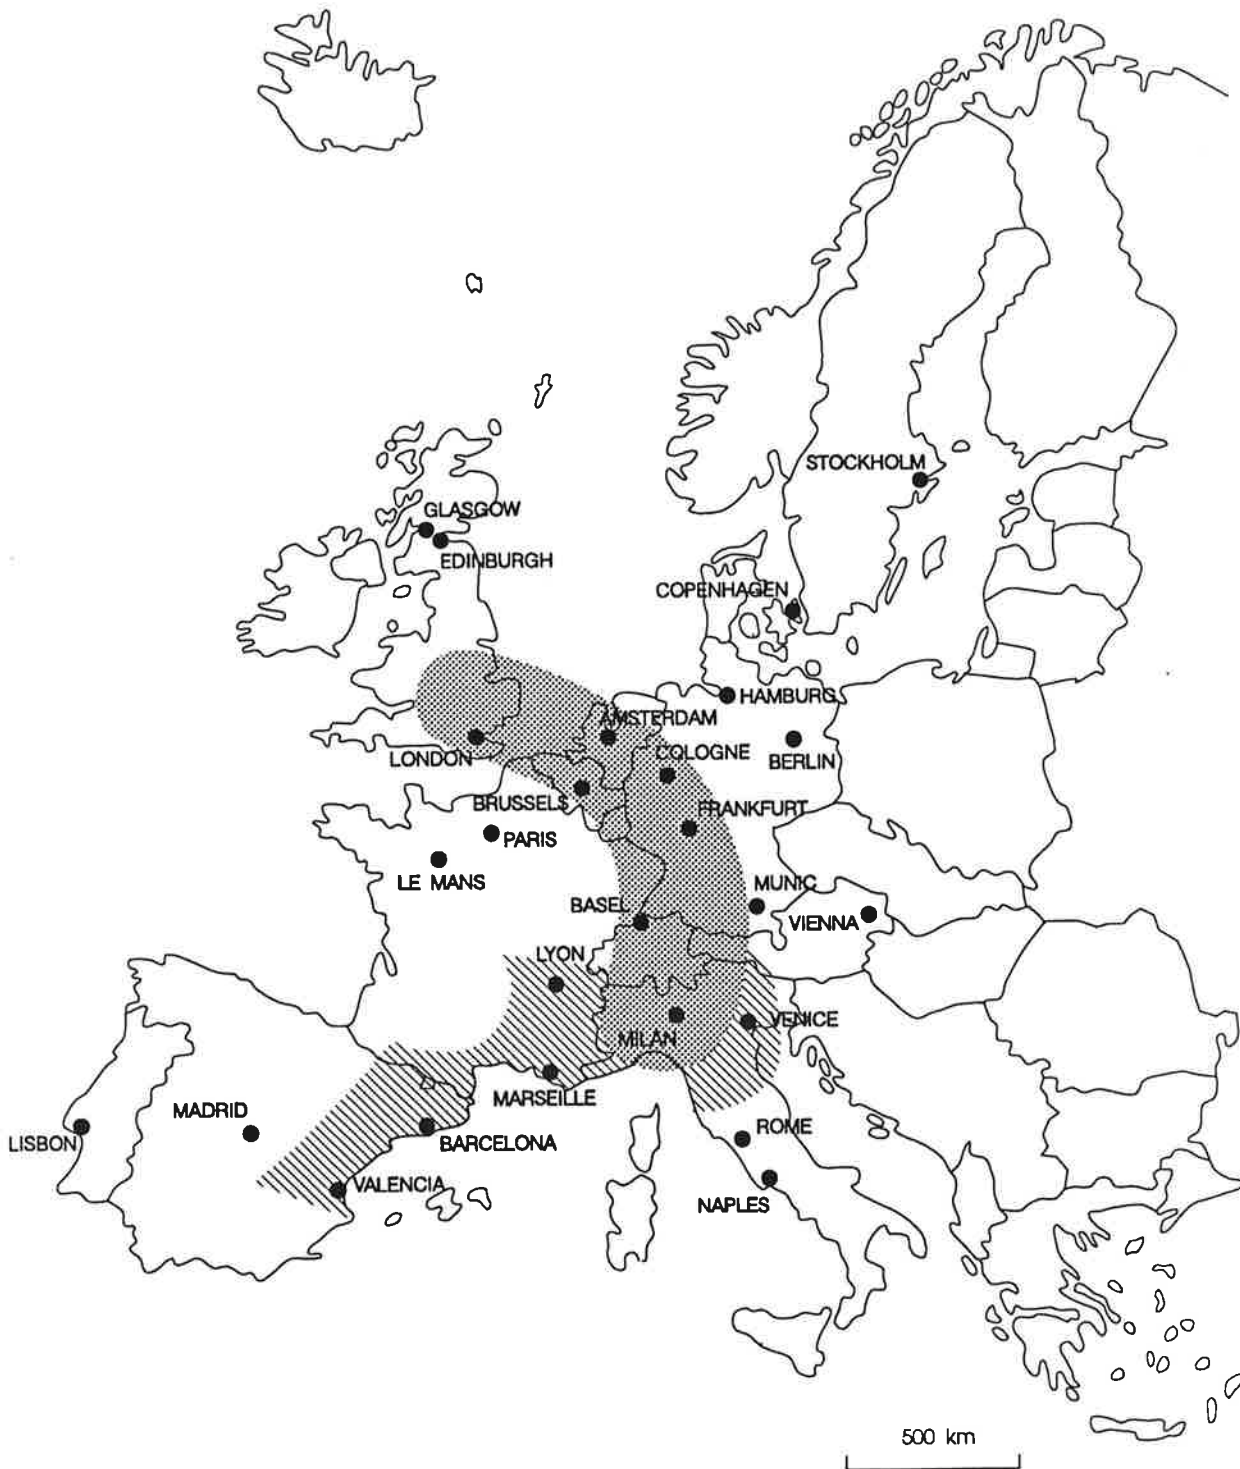 STOCKHOLM
GLASGOW
EDINBURGH
COPENHAGEN
HAMBURG
AMSTERDAM
LONDON
COLOGNE
BERLIN
BRUSSELS
FRANKFURT
PARIS
LE MANS
MUNIC
BASEL
VIENNA
LYON
VENICE
MILAN
MARSEILLE
MADRID
LISBON
BARCELONA
ROME
VALENCIA
NAPLES
500 km